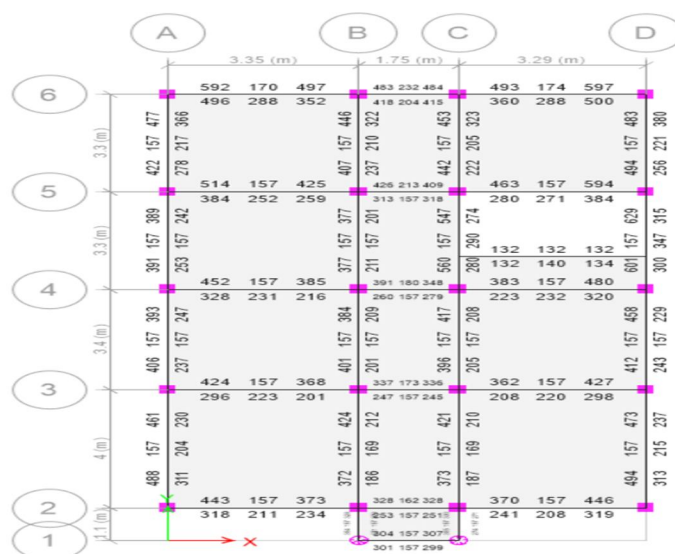 A B C D
3.35 (m) 1.75 (m) 3.29 (m)
6
592 170 497 483 232 484 493 174 597
496 288 352 418 204 415 360 288 500
3.3 (m)
477 366 446 322 453 323 483 380
157 217 157 210 157 205 157 221
422 278 407 237 442 222 494 256
5
514 157 425 426 213 409 463 157 594
384 252 259 313 157 318 280 271 384
3.3 (m)
389 242 377 201 547 274 629 315
157 157 157 157 157 290 157 347
391 253 377 211 560 280 601 300
132 132 132
132 140 134
4
452 157 385 391 180 348 383 157 480
328 231 216 260 157 279 223 232 320
3.4 (m)
393 247 384 209 417 208 458 229
157 157 157 157 157 157 157 157
406 237 401 201 396 205 412 243
3
424 157 368 337 173 336 362 157 427
296 223 201 247 157 245 208 220 298
4 (m)
461 230 424 212 421 210 473 237
157 204 157 169 157 169 157 215
488 311 372 186 373 187 494 313
2
443 157 373 328 162 328 370 157 446
318 211 234 253 157 251 241 208 319
1.1 (m)
Y
X
1
304 157 307
301 157 299